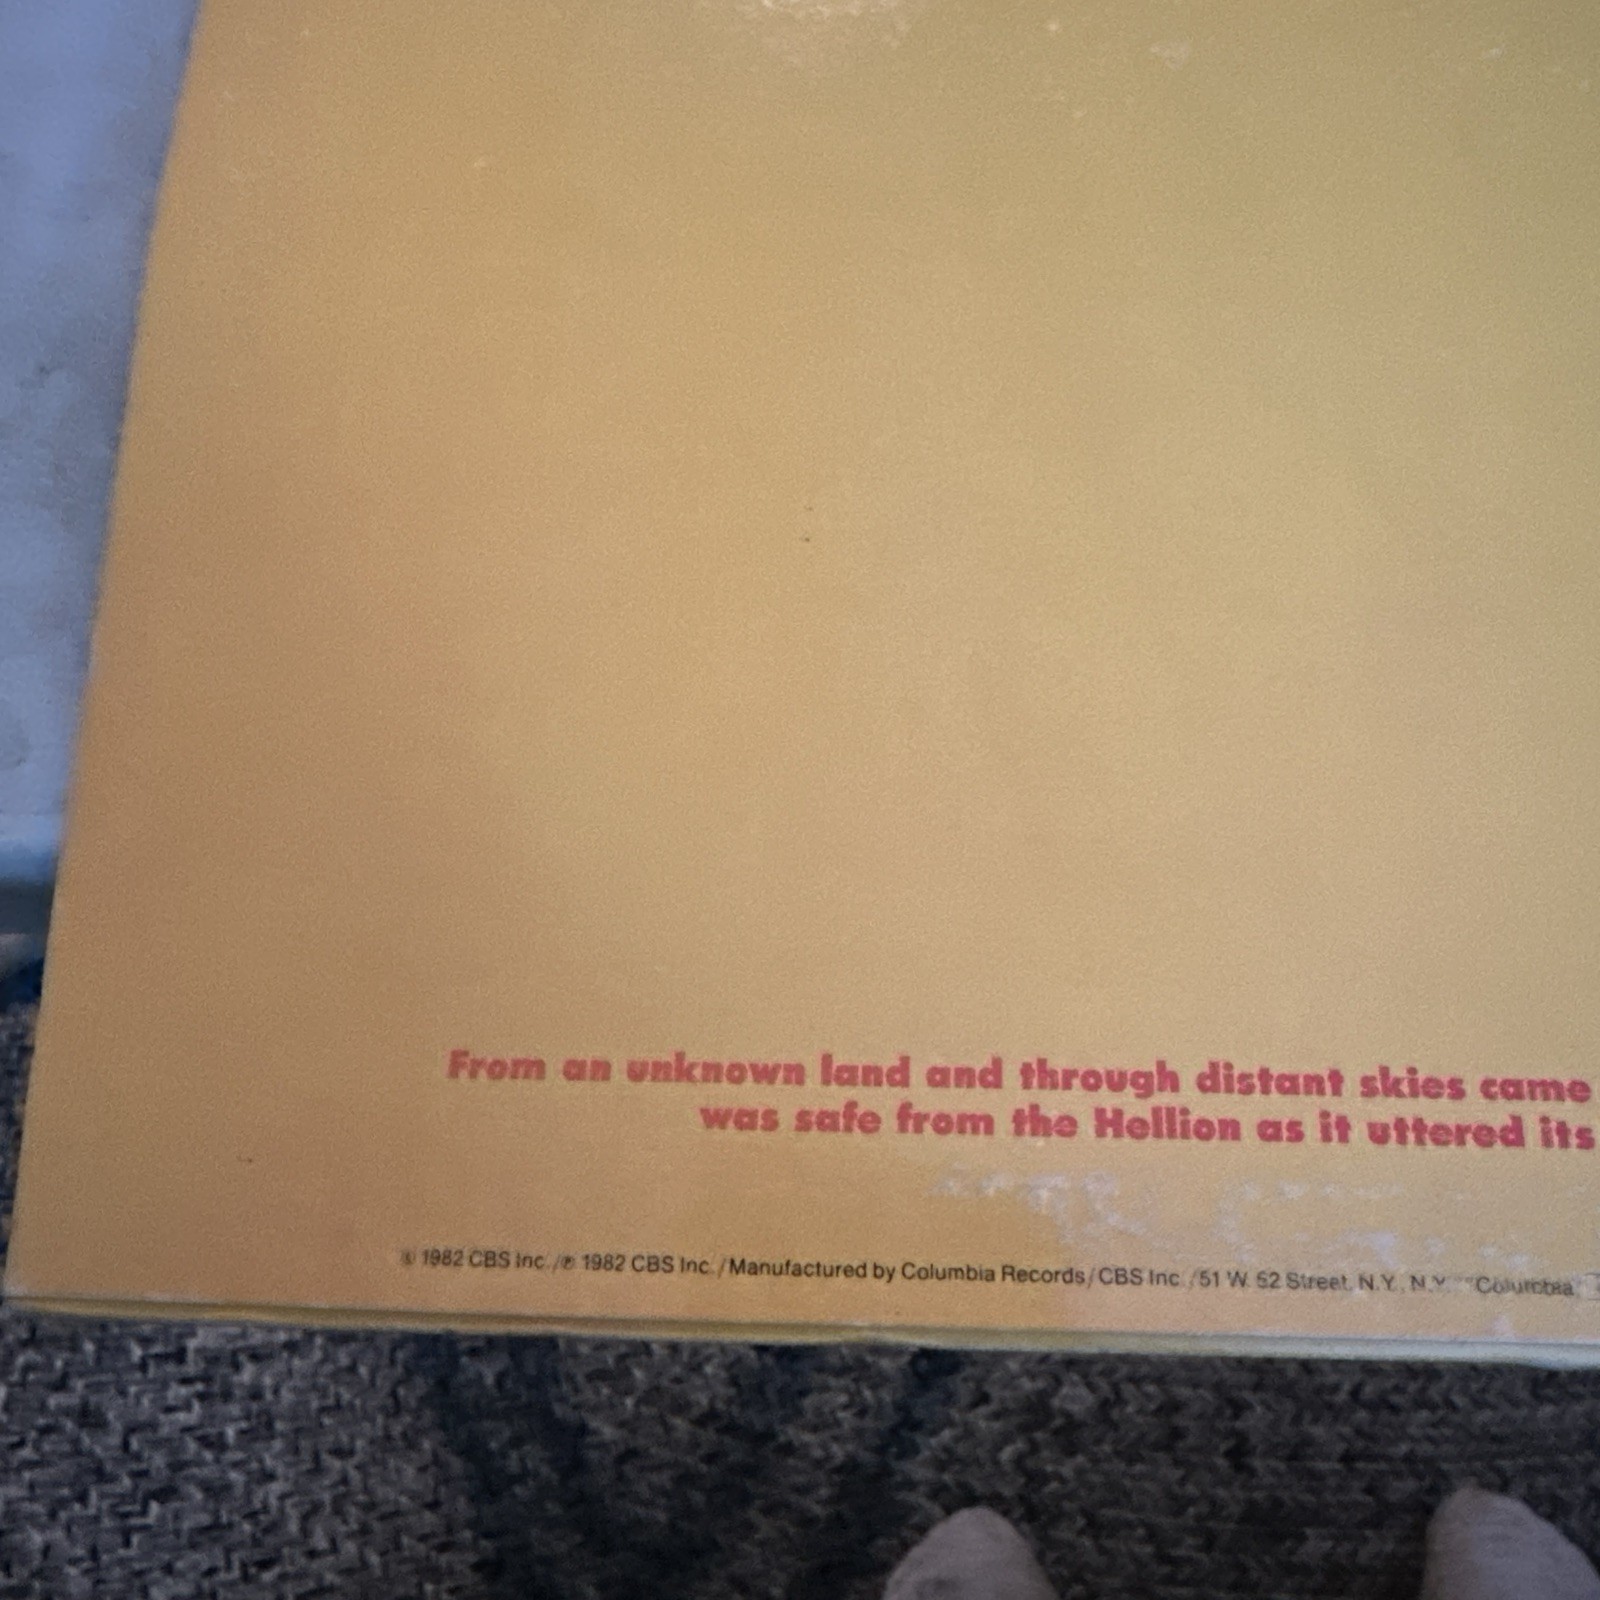 From an unknown land and through distant skies came
was safe from the Hellion as it uttered its
© 1982 CBS Inc./℗ 1982 CBS Inc./Manufactured by Columbia Records/CBS Inc./51 W. 52 Street, N.Y., N.Y. "Columbia,"